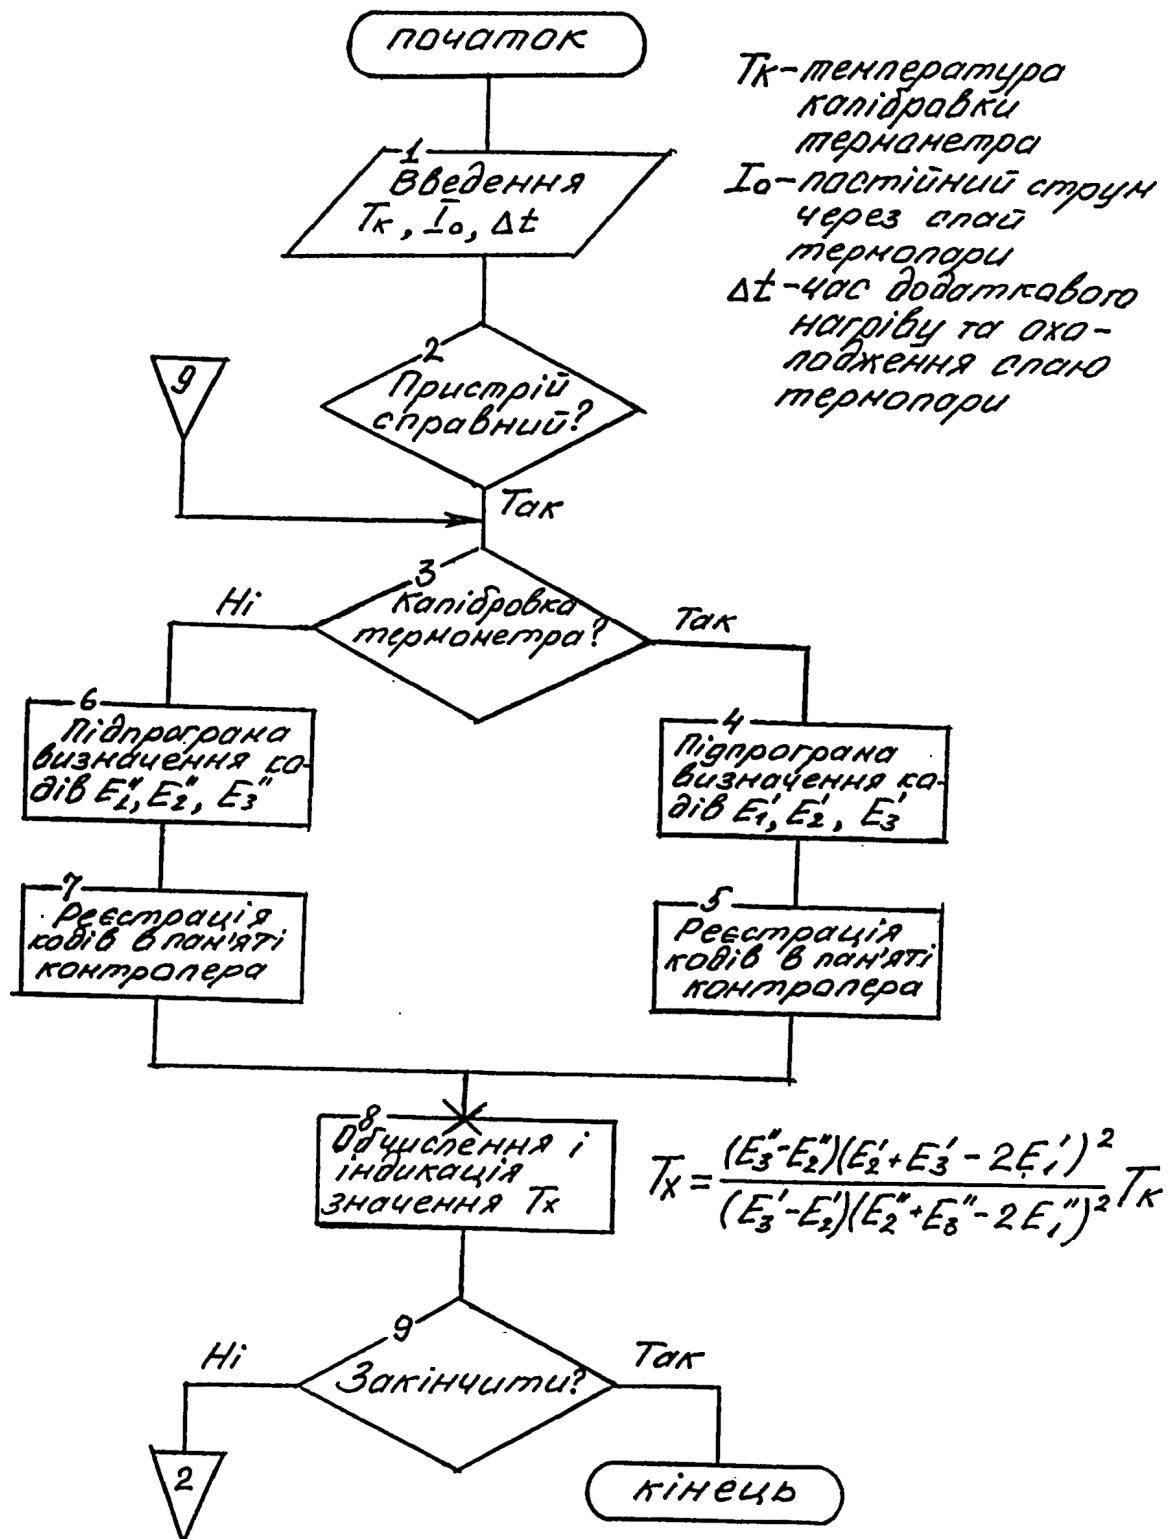 початок
1
Введення
Tк, I₀, Δt
Tк-температура
калібровки
термометра
I₀-постійний струм
через спай
термопари
Δt-час додаткового
нагріву та охо-
лодження спаю
термопари
2
Пристрій
справний?
9
Так
3
Калібровка
термометра?
Ні
Так
6
Підпрограма
визначення ко-
дів E₁'', E₂'', E₃''
4
Підпрограма
визначення ко-
дів E₁', E₂', E₃'
7
Реєстрація
кодів в пам'яті
контролера
5
Реєстрація
кодів в пам'яті
контролера
8
Обчислення і
індикація
значення Tx
Tx = (E₃''-E₂'')(E₂'+E₃'-2E₁')² / (E₃'-E₂')(E₂''+E₃''-2E₁'')² Tк
9
Закінчити?
Ні
Так
2
кінець